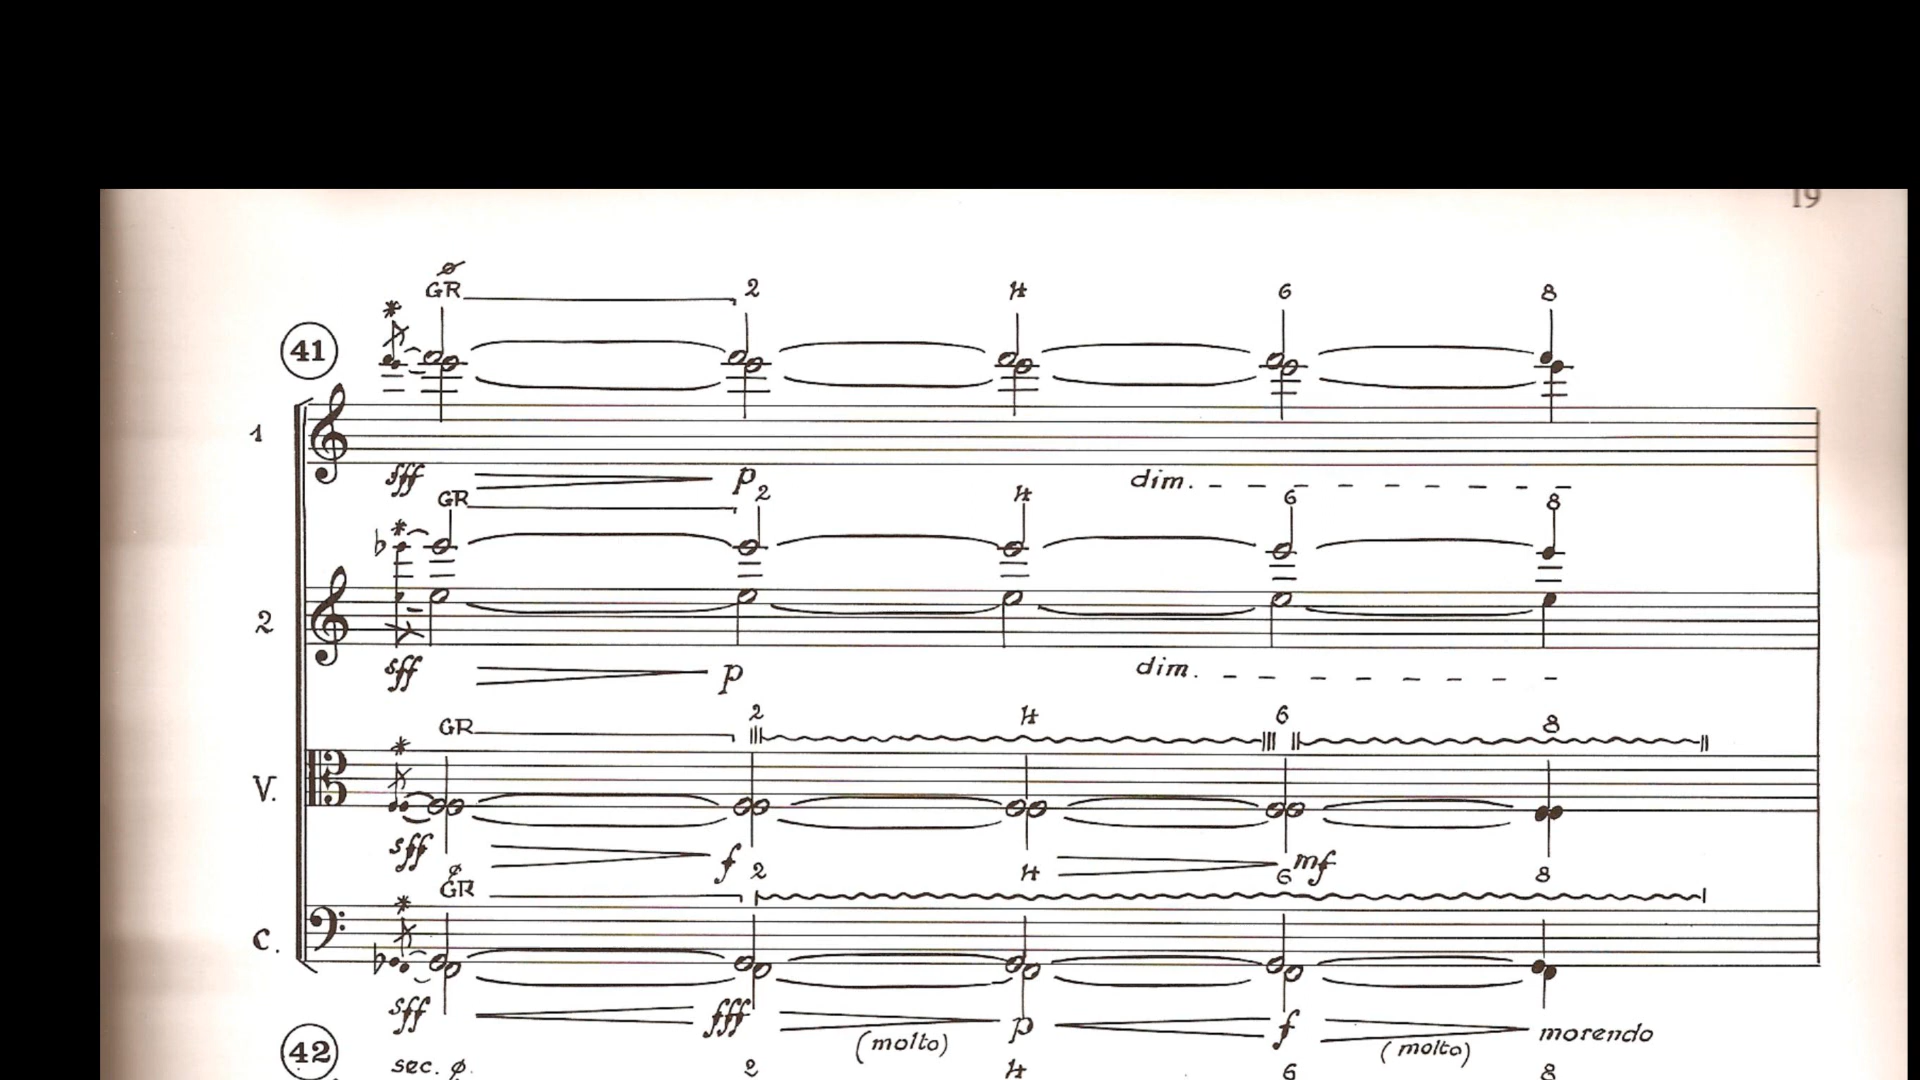 19
ø
GR 2 4 6 8
*
41
1
sff p dim.
GR 2 4 6 8
*
2
sff p dim.
GR 2 4 6 8
*
V.
sff f mf
ø
GR 2 4 6 8
*
C.
sff fff (molto) p f (molto) morendo
42
sec. ø 2 4 6 8